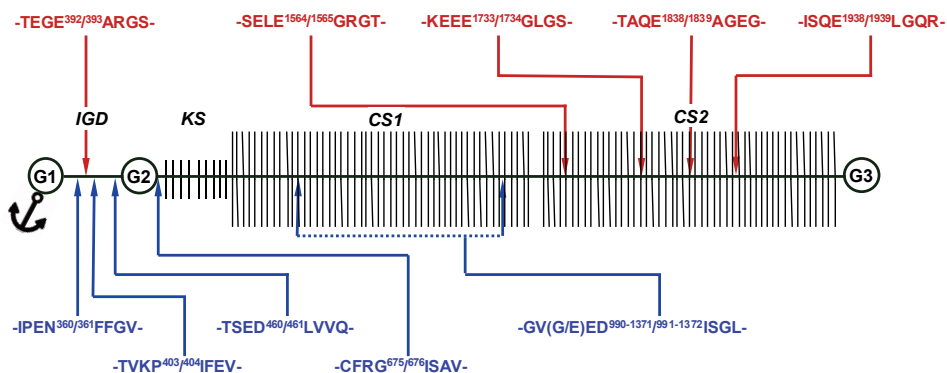 -TEGE392/393ARGS- -SELE1564/1565GRGT- -KEEE1733/1734GLGS- -TAQE1838/1839AGEG- -ISQE1938/1939LGQR-
IGD KS CS1 CS2
G1 G2 G3
-IPEN360/361FFGV- -TSED460/461LVVQ- -GV(G/E)ED990-1371/991-1372ISGL-
-TVKP403/404IFEV- -CFRG675/676ISAV-